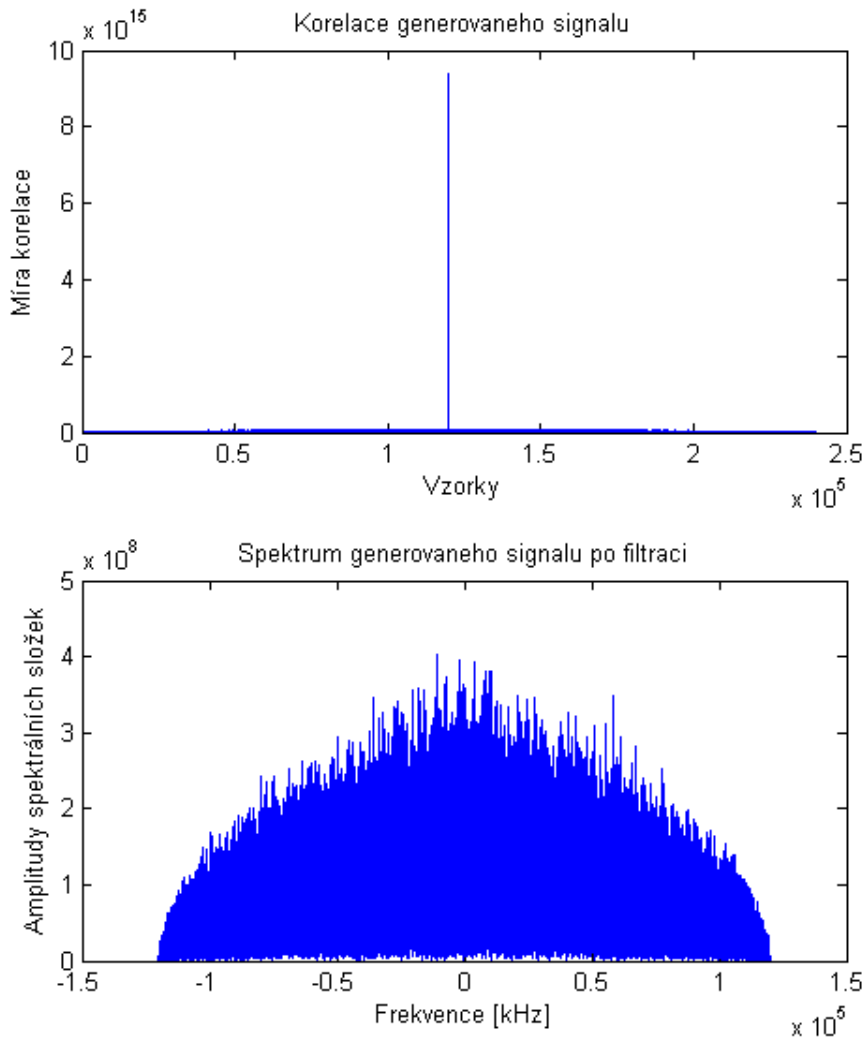 x 10^15
Korelace generovaneho signalu
10
8
6
4
2
0
Míra korelace
0
0.5
1
1.5
2
2.5
Vzorky
x 10^5
x 10^8
Spektrum generovaneho signalu po filtraci
5
4
3
2
1
0
Amplitudy spektrálních složek
-1.5
-1
-0.5
0
0.5
1
1.5
Frekvence [kHz]
x 10^5